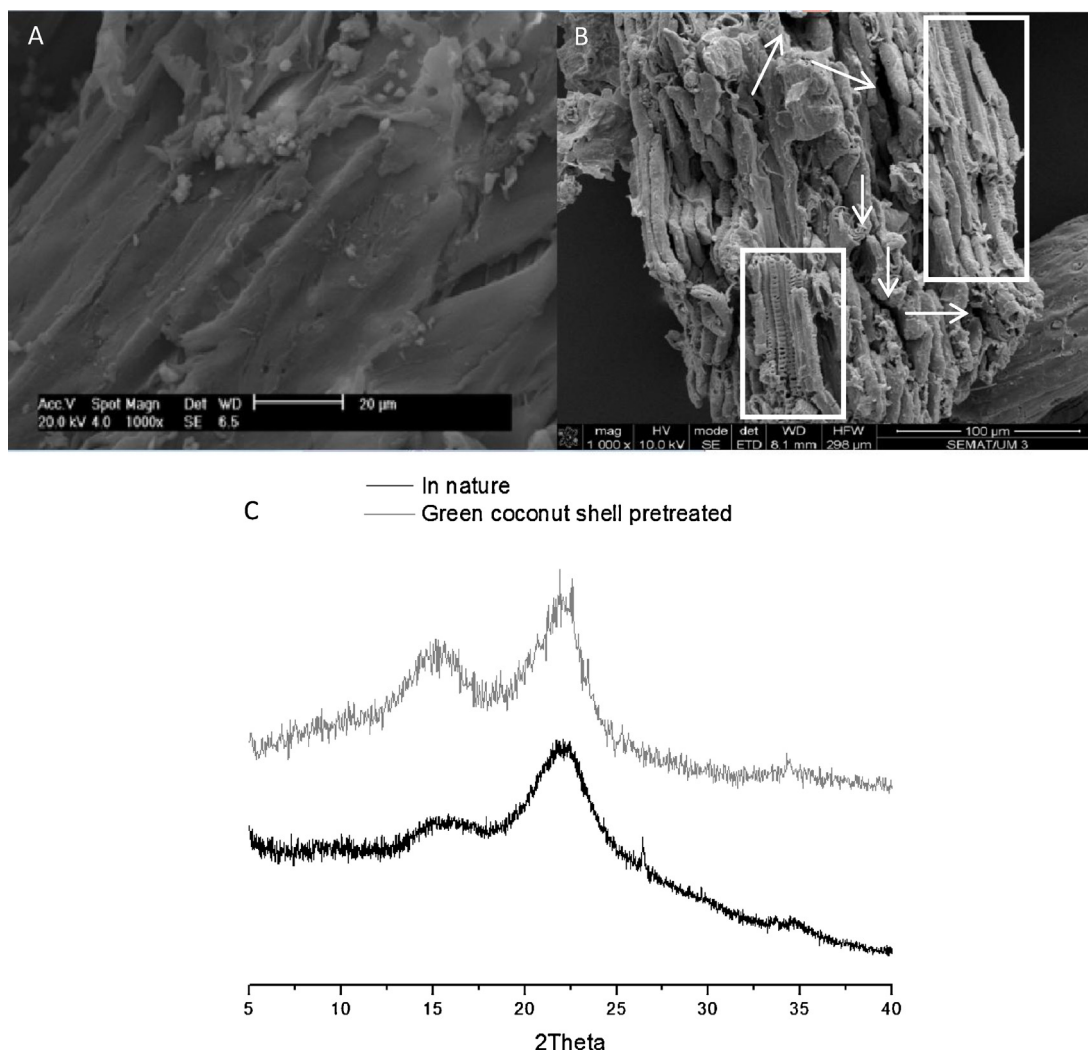 A
Acc.V Spot Magn Det WD 20 µm
20.0 kV 4.0 1000x SE 6.5
B
mag HV mode det WD HFW 100 µm
1 000 x 10.0 kV SE ETD 8.1 mm 298 µm SEMAT/UM 3
C
In nature
Green coconut shell pretreated
5 10 15 20 25 30 35 40
2Theta